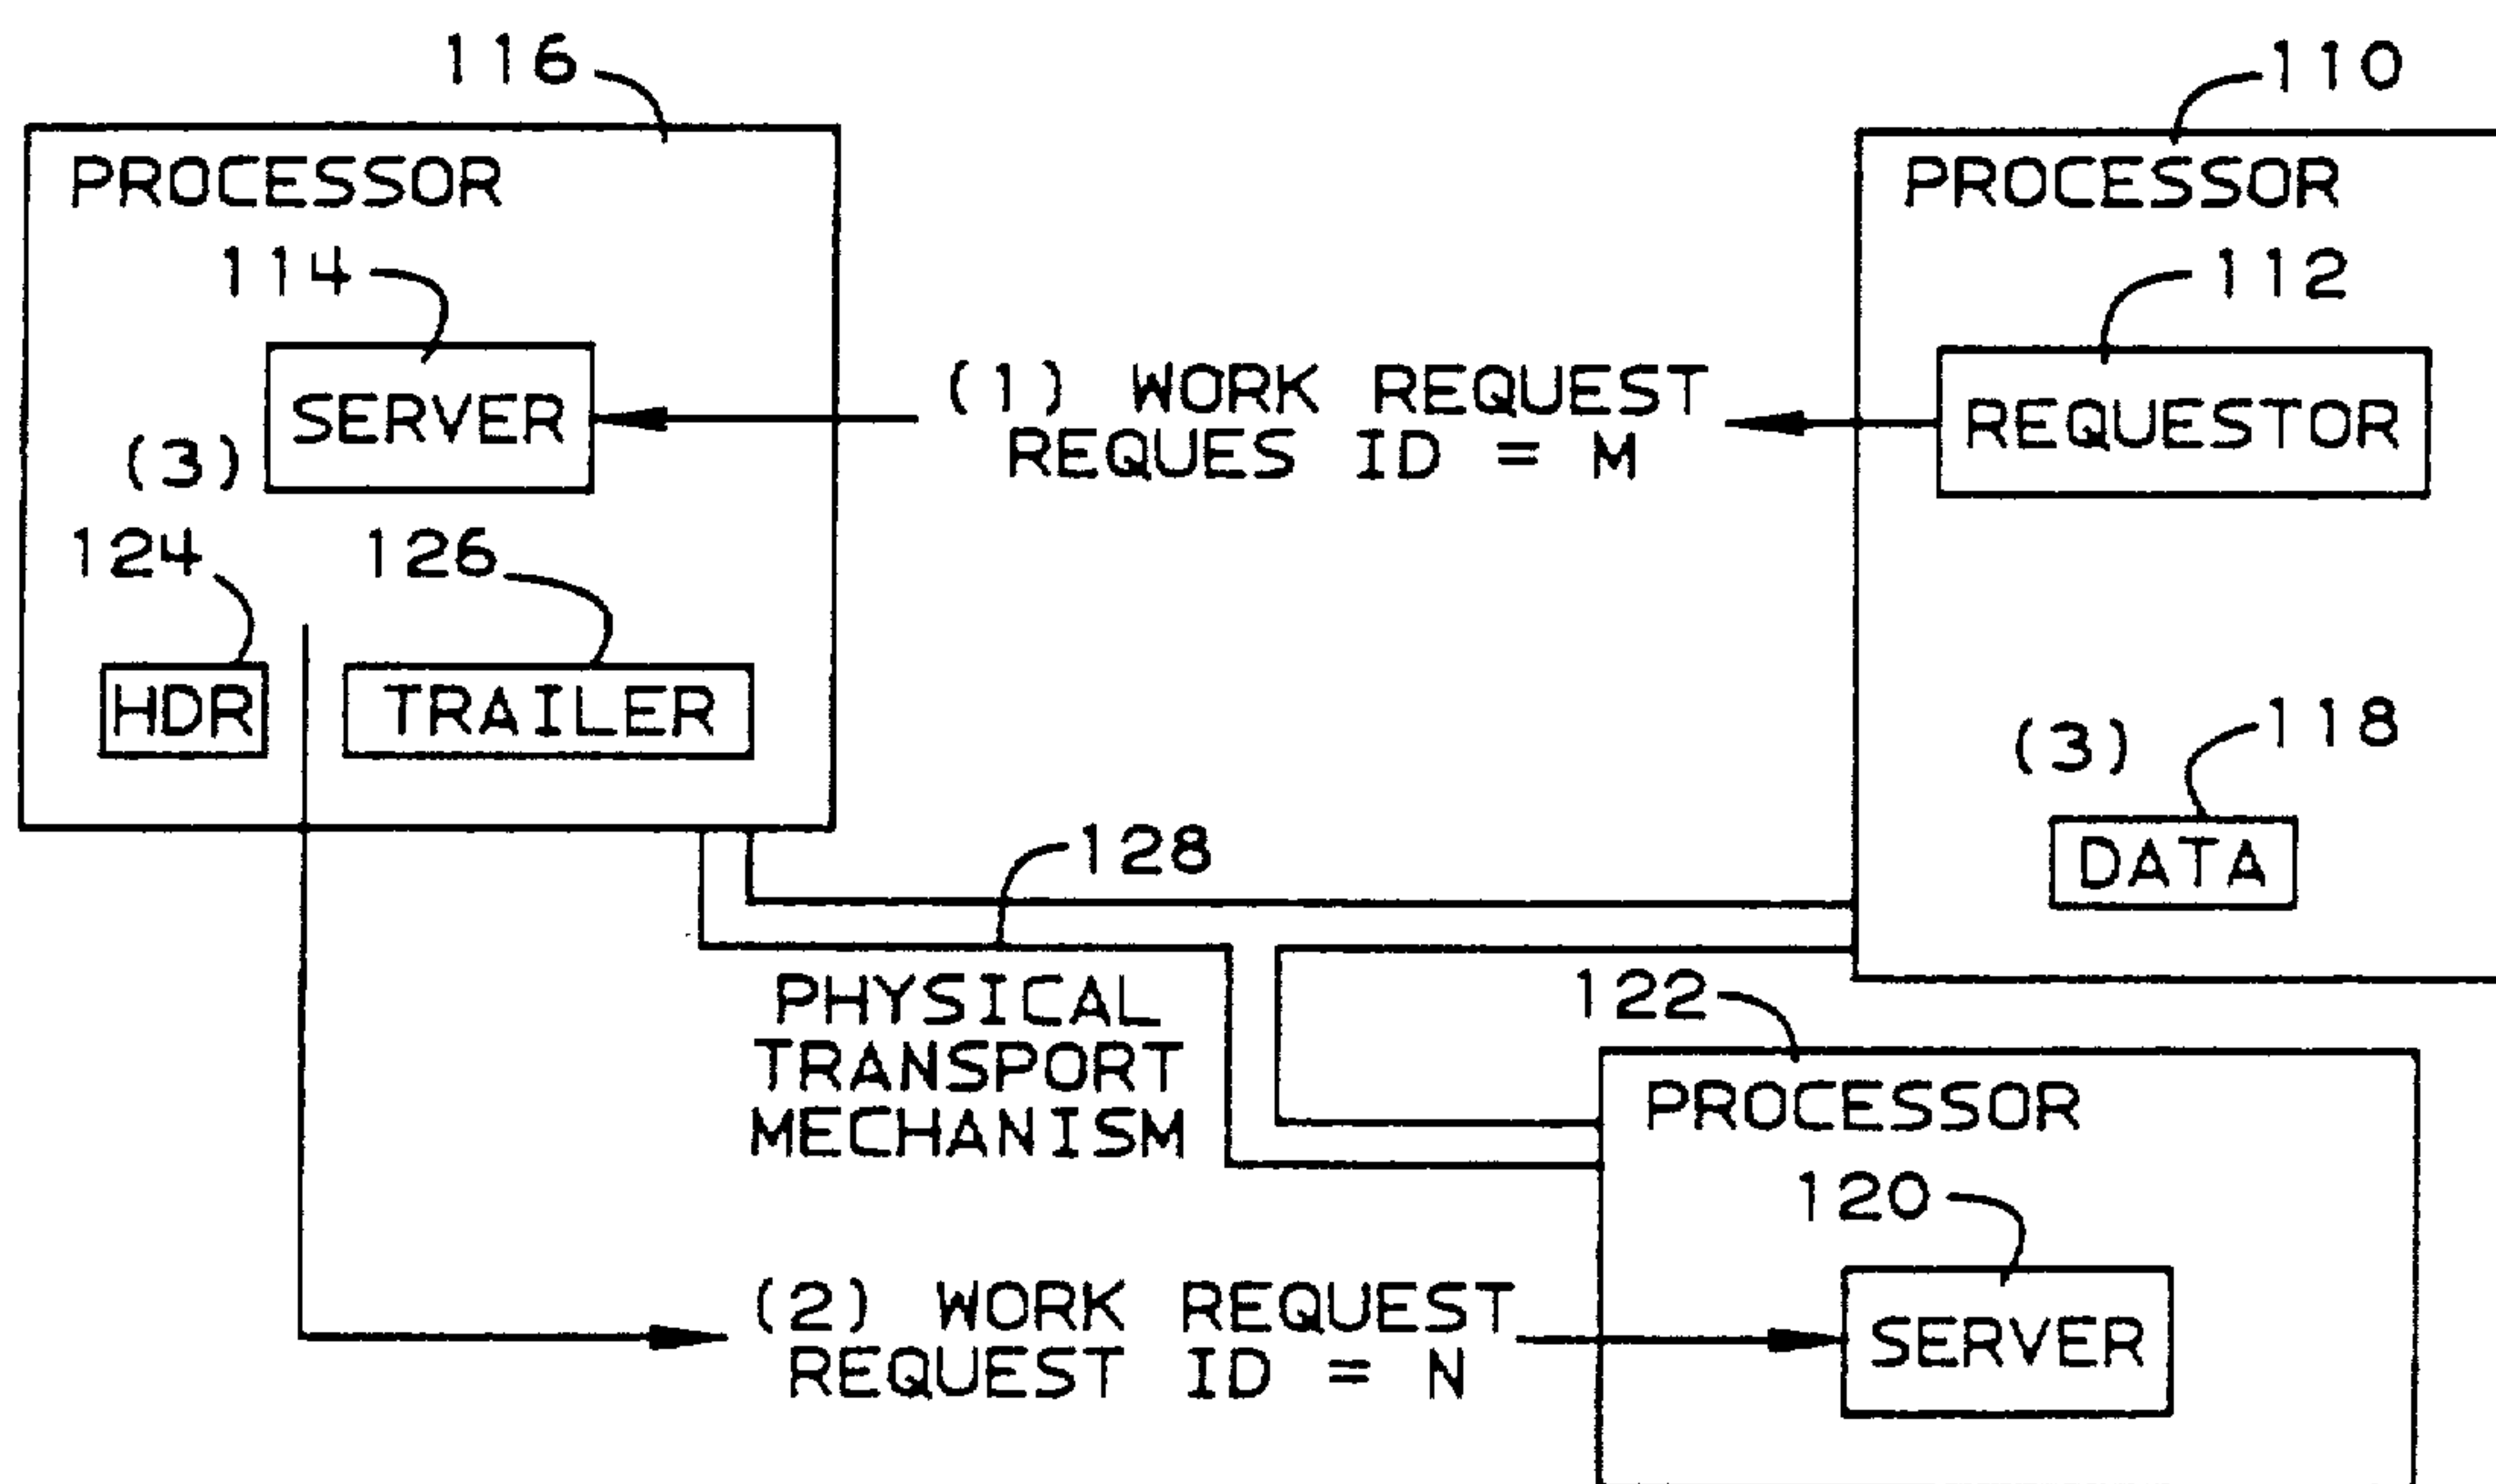 116
110
PROCESSOR
PROCESSOR
114
112
SERVER
(1) WORK REQUEST
REQUES ID = M
REQUESTOR
(3)
124
126
HDR
TRAILER
(3)
118
DATA
128
PHYSICAL
TRANSPORT
MECHANISM
122
PROCESSOR
120
(2) WORK REQUEST
REQUEST ID = N
SERVER